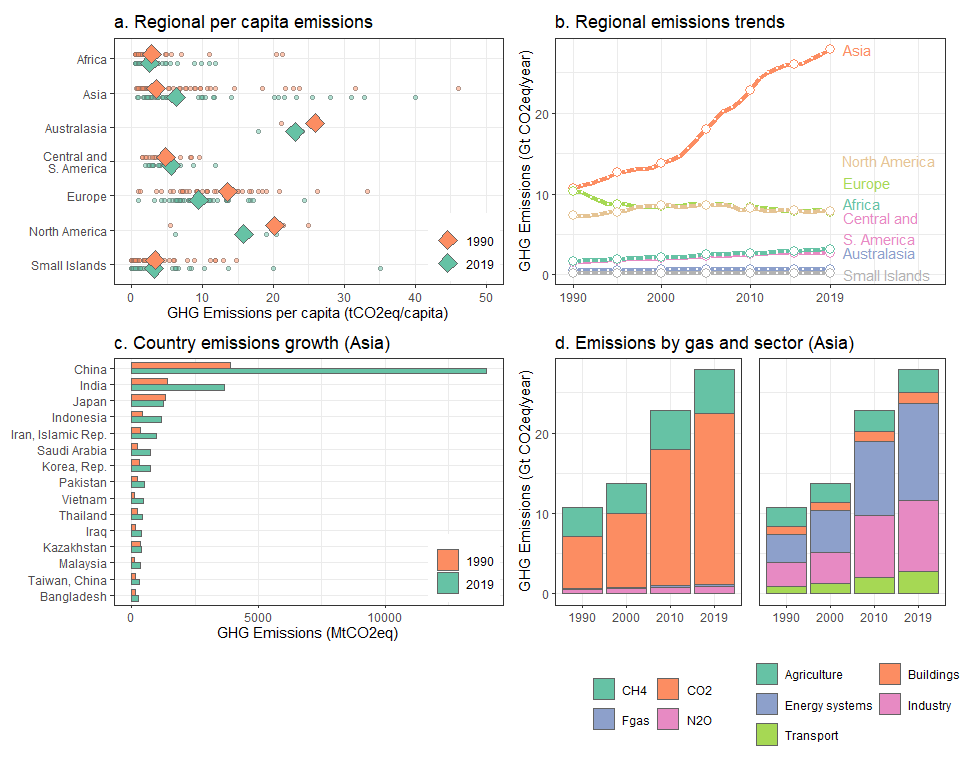 a. Regional per capita emissions
Africa
Asia
Australasia
Central and
S. America
Europe
North America
Small Islands
1990
2019
0 10 20 30 40 50
GHG Emissions per capita (tCO2eq/capita)
b. Regional emissions trends
GHG Emissions (Gt CO2eq/year)
20
10
0
Asia
North America
Europe
Africa
Central and
S. America
Australasia
Small Islands
1990 2000 2010 2019
c. Country emissions growth (Asia)
China
India
Japan
Indonesia
Iran, Islamic Rep.
Saudi Arabia
Korea, Rep.
Pakistan
Vietnam
Thailand
Iraq
Kazakhstan
Malaysia
Taiwan, China
Bangladesh
1990
2019
0 5000 10000
GHG Emissions (MtCO2eq)
d. Emissions by gas and sector (Asia)
GHG Emissions (Gt CO2eq/year)
20
10
0
1990 2000 2010 2019
1990 2000 2010 2019
CH4 CO2
Fgas N2O
Agriculture Buildings
Energy systems Industry
Transport